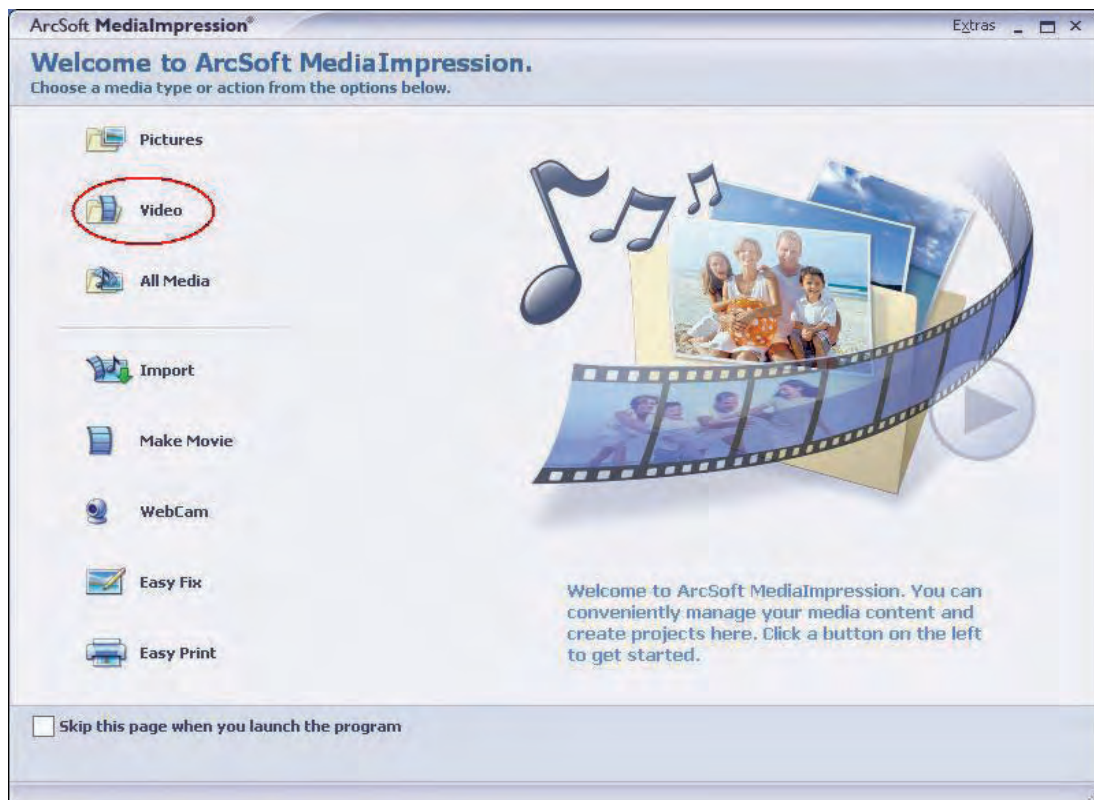 ArcSoft MediaImpression®
Extras
Welcome to ArcSoft MediaImpression.
Choose a media type or action from the options below.
Pictures
Video
All Media
Import
Make Movie
WebCam
Easy Fix
Easy Print
Welcome to ArcSoft MediaImpression. You can
conveniently manage your media content and
create projects here. Click a button on the left
to get started.
Skip this page when you launch the program